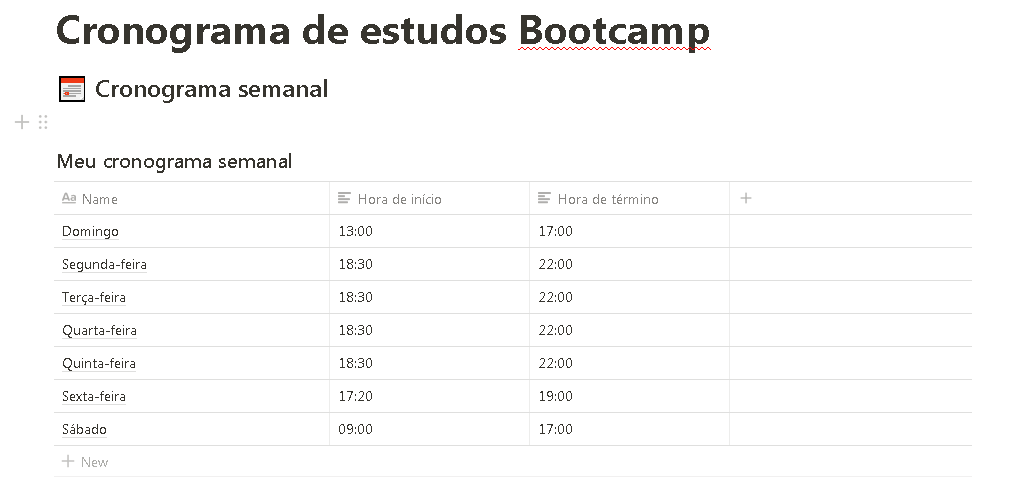 Cronograma de estudos Bootcamp
Cronograma semanal
Meu cronograma semanal
Aa Name Hora de início Hora de término
Domingo 13:00 17:00
Segunda-feira 18:30 22:00
Terça-feira 18:30 22:00
Quarta-feira 18:30 22:00
Quinta-feira 18:30 22:00
Sexta-feira 17:20 19:00
Sábado 09:00 17:00
+ New